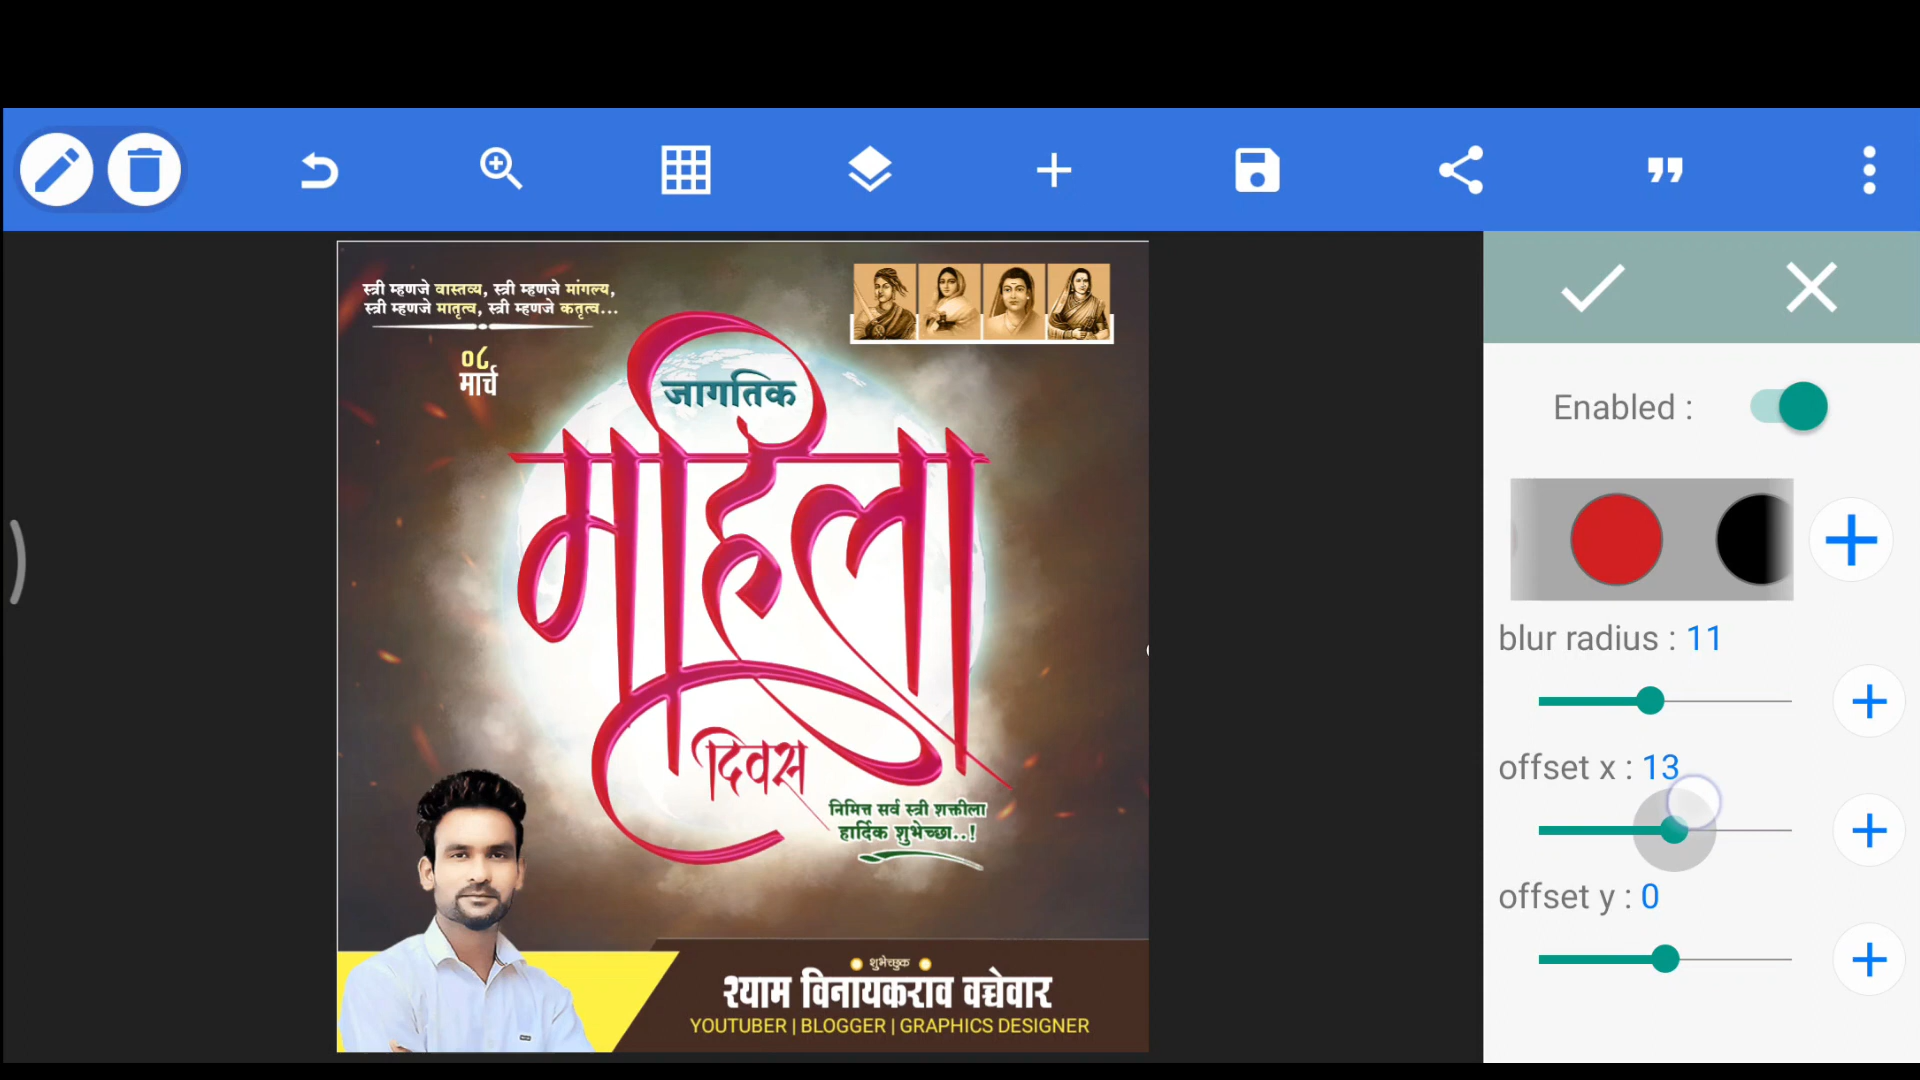 स्त्री म्हणजे वास्तव्य, स्त्री म्हणजे मांगल्य,
स्त्री म्हणजे मातृत्व, स्त्री म्हणजे कतृत्व...
०८
मार्च
जागतिक
महिला
दिवस
निमित्त सर्व स्त्री शक्तीला
हार्दिक शुभेच्छा..!
शुभेच्छुक
श्याम विनायकराव वच्चेवार
YOUTUBER | BLOGGER | GRAPHICS DESIGNER
Enabled :
blur radius : 11
offset x : 13
offset y : 0